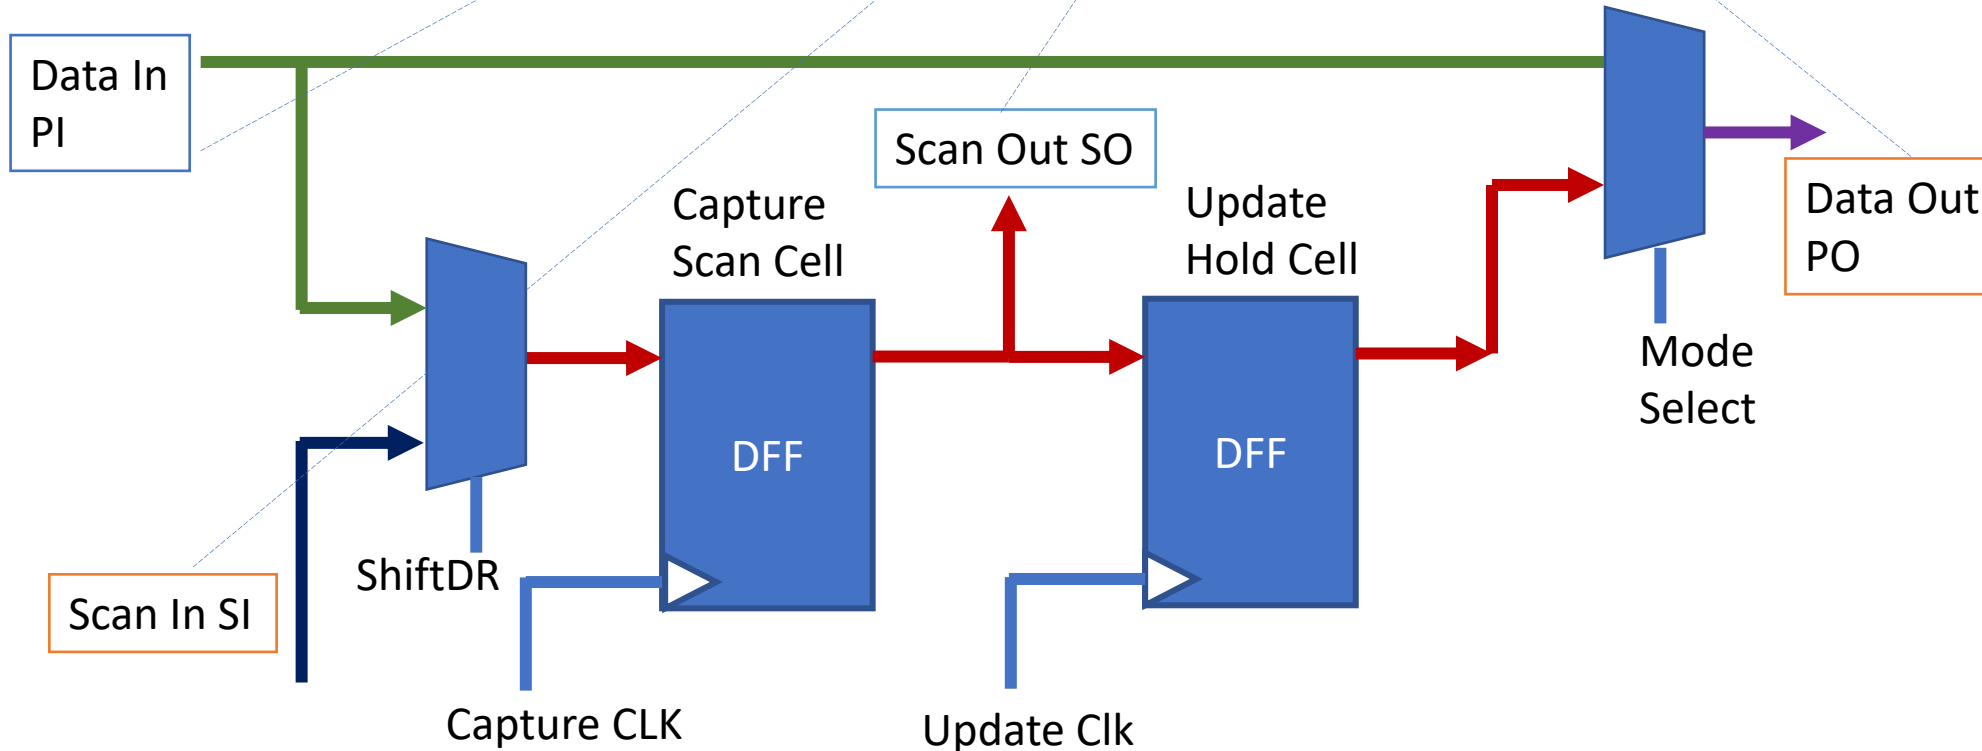 Data In
PI
Scan Out SO
Capture
Scan Cell
Update
Hold Cell
Data Out
PO
Mode
Select
DFF
DFF
ShiftDR
Scan In SI
Capture CLK
Update Clk